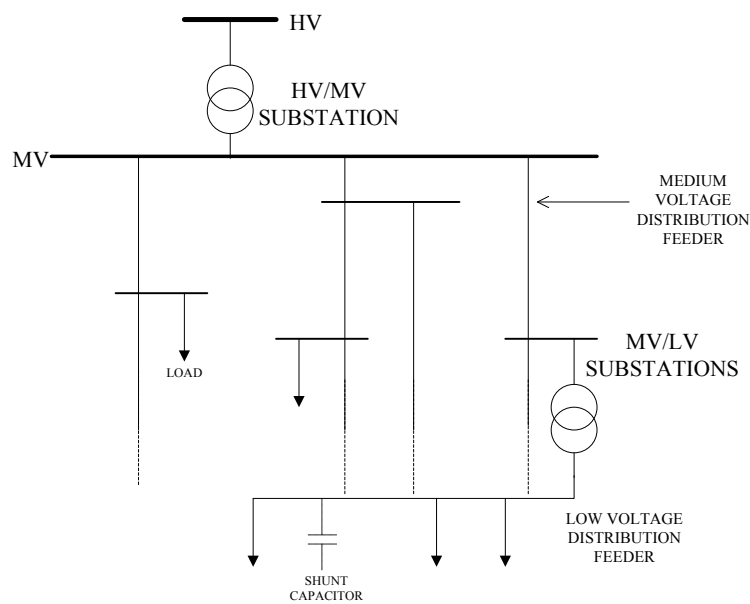 HV
HV/MV
SUBSTATION
MV
MEDIUM
VOLTAGE
DISTRIBUTION
FEEDER
MV/LV
SUBSTATIONS
LOAD
LOW VOLTAGE
DISTRIBUTION
FEEDER
SHUNT
CAPACITOR